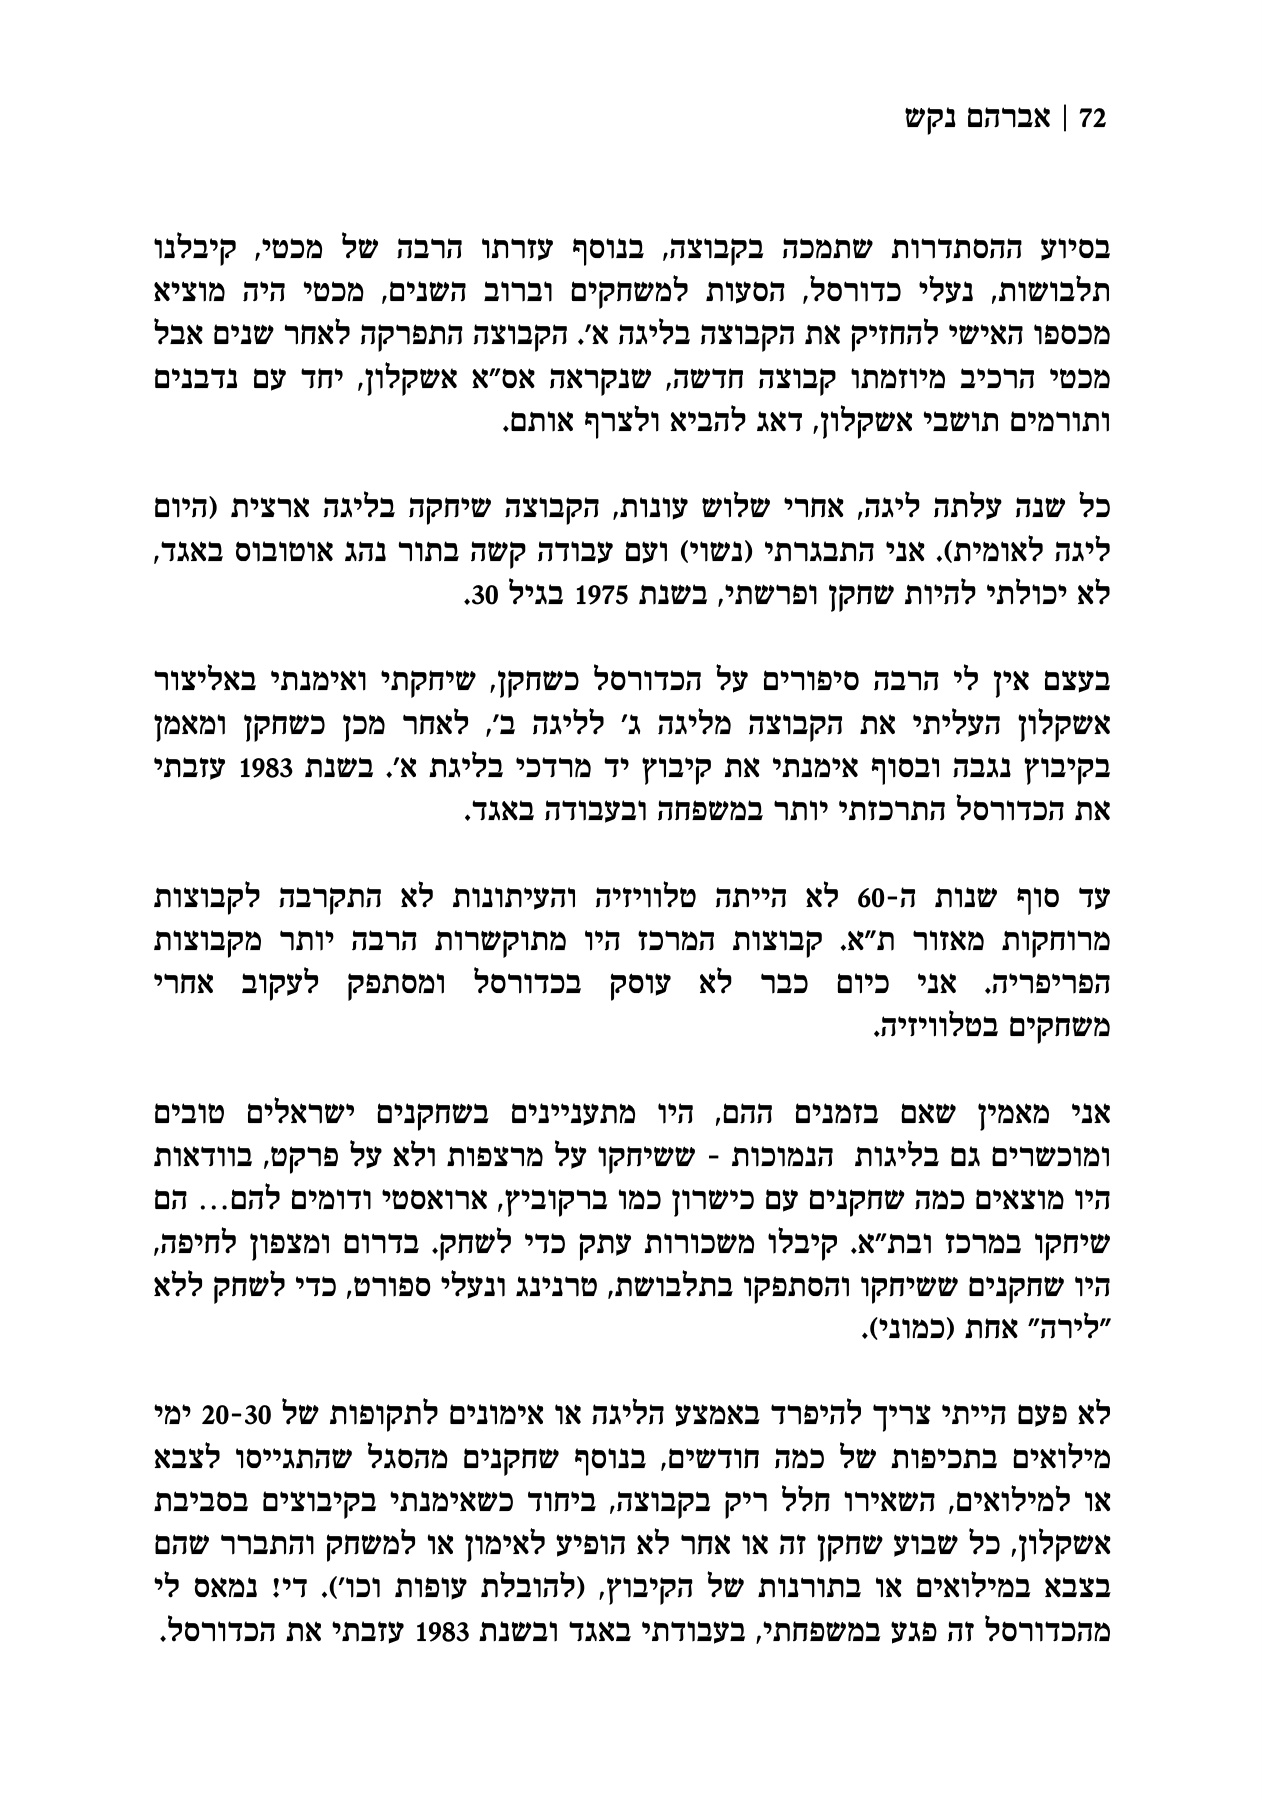 72 | אברהם נקש
בסיוע ההסתדרות שתמכה בקבוצה, בנוסף עזרתו הרבה של מכטי, קיבלנו
תלבושות, נעלי כדורסל, הסעות למשחקים וברוב השנים, מכטי היה מוציא
מכספו האישי להחזיק את הקבוצה בליגה א'. הקבוצה התפרקה לאחר שנים אבל
מכטי הרכיב מיוזמתו קבוצה חדשה, שנקראה אס"א אשקלון, יחד עם נדבנים
ותורמים תושבי אשקלון, דאג להביא ולצרף אותם.
כל שנה עלתה ליגה, אחרי שלוש עונות, הקבוצה שיחקה בליגה ארצית (היום
ליגה לאומית). אני התבגרתי (נשוי) ועם עבודה קשה בתור נהג אוטובוס באגד,
לא יכולתי להיות שחקן ופרשתי, בשנת 1975 בגיל 30.
בעצם אין לי הרבה סיפורים על הכדורסל כשחקן, שיחקתי ואימנתי באליצור
אשקלון העליתי את הקבוצה מליגה ג' לליגה ב', לאחר מכן כשחקן ומאמן
בקיבוץ נגבה ובסוף אימנתי את קיבוץ יד מרדכי בליגת א'. בשנת 1983 עזבתי
את הכדורסל התרכזתי יותר במשפחה ובעבודה באגד.
עד סוף שנות ה-60 לא הייתה טלוויזיה והעיתונות לא התקרבה לקבוצות
מרוחקות מאזור ת"א. קבוצות המרכז היו מתוקשרות הרבה יותר מקבוצות
הפריפריה. אני כיום כבר לא עוסק בכדורסל ומסתפק לעקוב אחרי
משחקים בטלוויזיה.
אני מאמין שאם בזמנים ההם, היו מתעניינים בשחקנים ישראלים טובים
ומוכשרים גם בליגות הנמוכות - ששיחקו על מרצפות ולא על פרקט, בוודאות
היו מוצאים כמה שחקנים עם כישרון כמו ברקוביץ, ארואסטי ודומים להם... הם
שיחקו במרכז ובת"א. קיבלו משכורות עתק כדי לשחק. בדרום ומצפון לחיפה,
היו שחקנים ששיחקו והסתפקו בתלבושת, טרנינג ונעלי ספורט, כדי לשחק ללא
"לירה" אחת (כמוני).
לא פעם הייתי צריך להיפרד באמצע הליגה או אימונים לתקופות של 20-30 ימי
מילואים בתכיפות של כמה חודשים, בנוסף שחקנים מהסגל שהתגייסו לצבא
או למילואים, השאירו חלל ריק בקבוצה, ביחוד כשאימנתי בקיבוצים בסביבת
אשקלון, כל שבוע שחקן זה או אחר לא הופיע לאימון או למשחק והתברר שהם
בצבא במילואים או בתורנות של הקיבוץ, (להובלת עופות וכו'). די! נמאס לי
מהכדורסל זה פגע במשפחתי, בעבודתי באגד ובשנת 1983 עזבתי את הכדורסל.